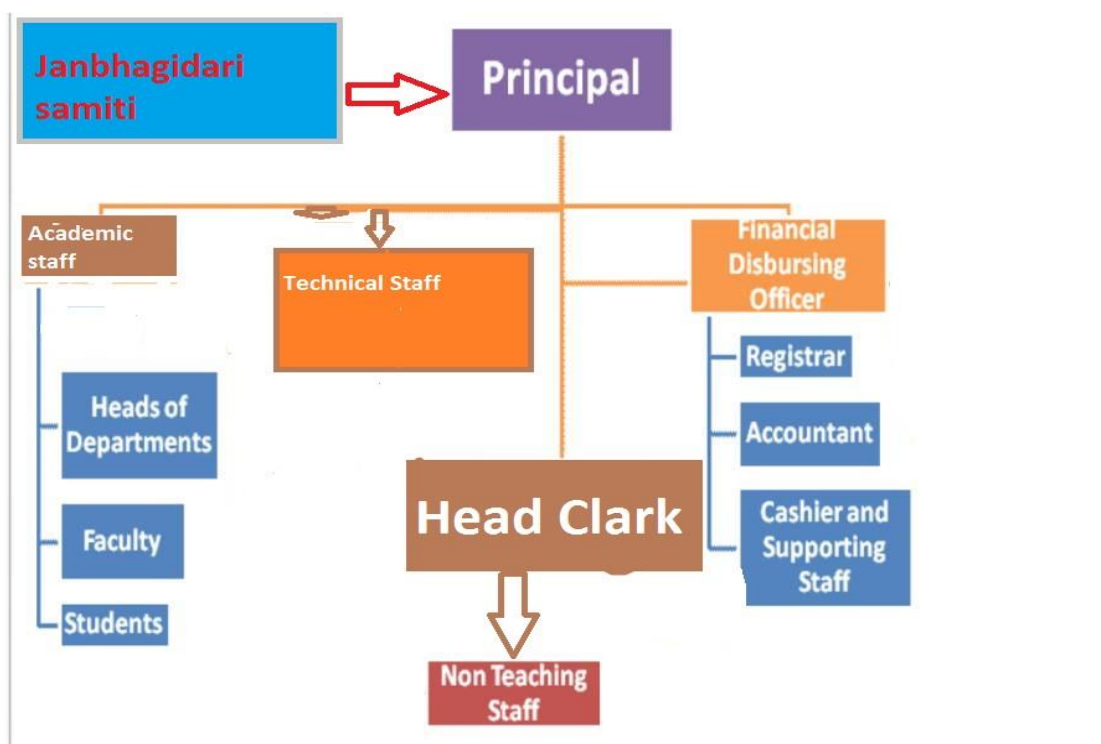 Janbhagidari
samiti
Principal
Academic
staff
Technical Staff
Financial
Disbursing
Officer
Heads of
Departments
Faculty
Students
Registrar
Accountant
Cashier and
Supporting
Staff
Head Clark
Non Teaching
Staff